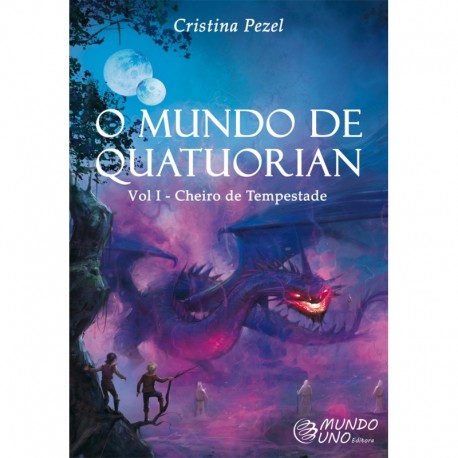 Cristina Pezel
O MUNDO DE
QUATUORIAN
Vol I - Cheiro de Tempestade
MUNDO
UNO Editora